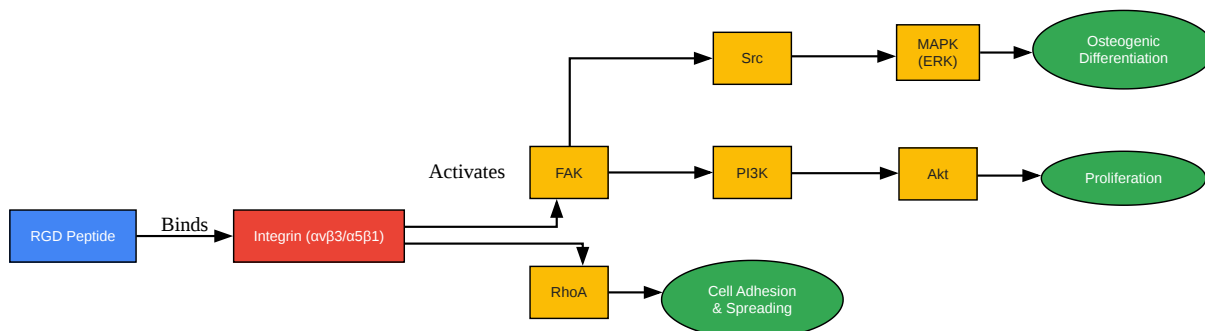 Src
MAPK
(ERK)
Osteogenic
Differentiation
Activates
FAK
PI3K
Akt
Proliferation
RGD Peptide
Binds
Integrin (αvβ3/α5β1)
RhoA
Cell Adhesion
& Spreading